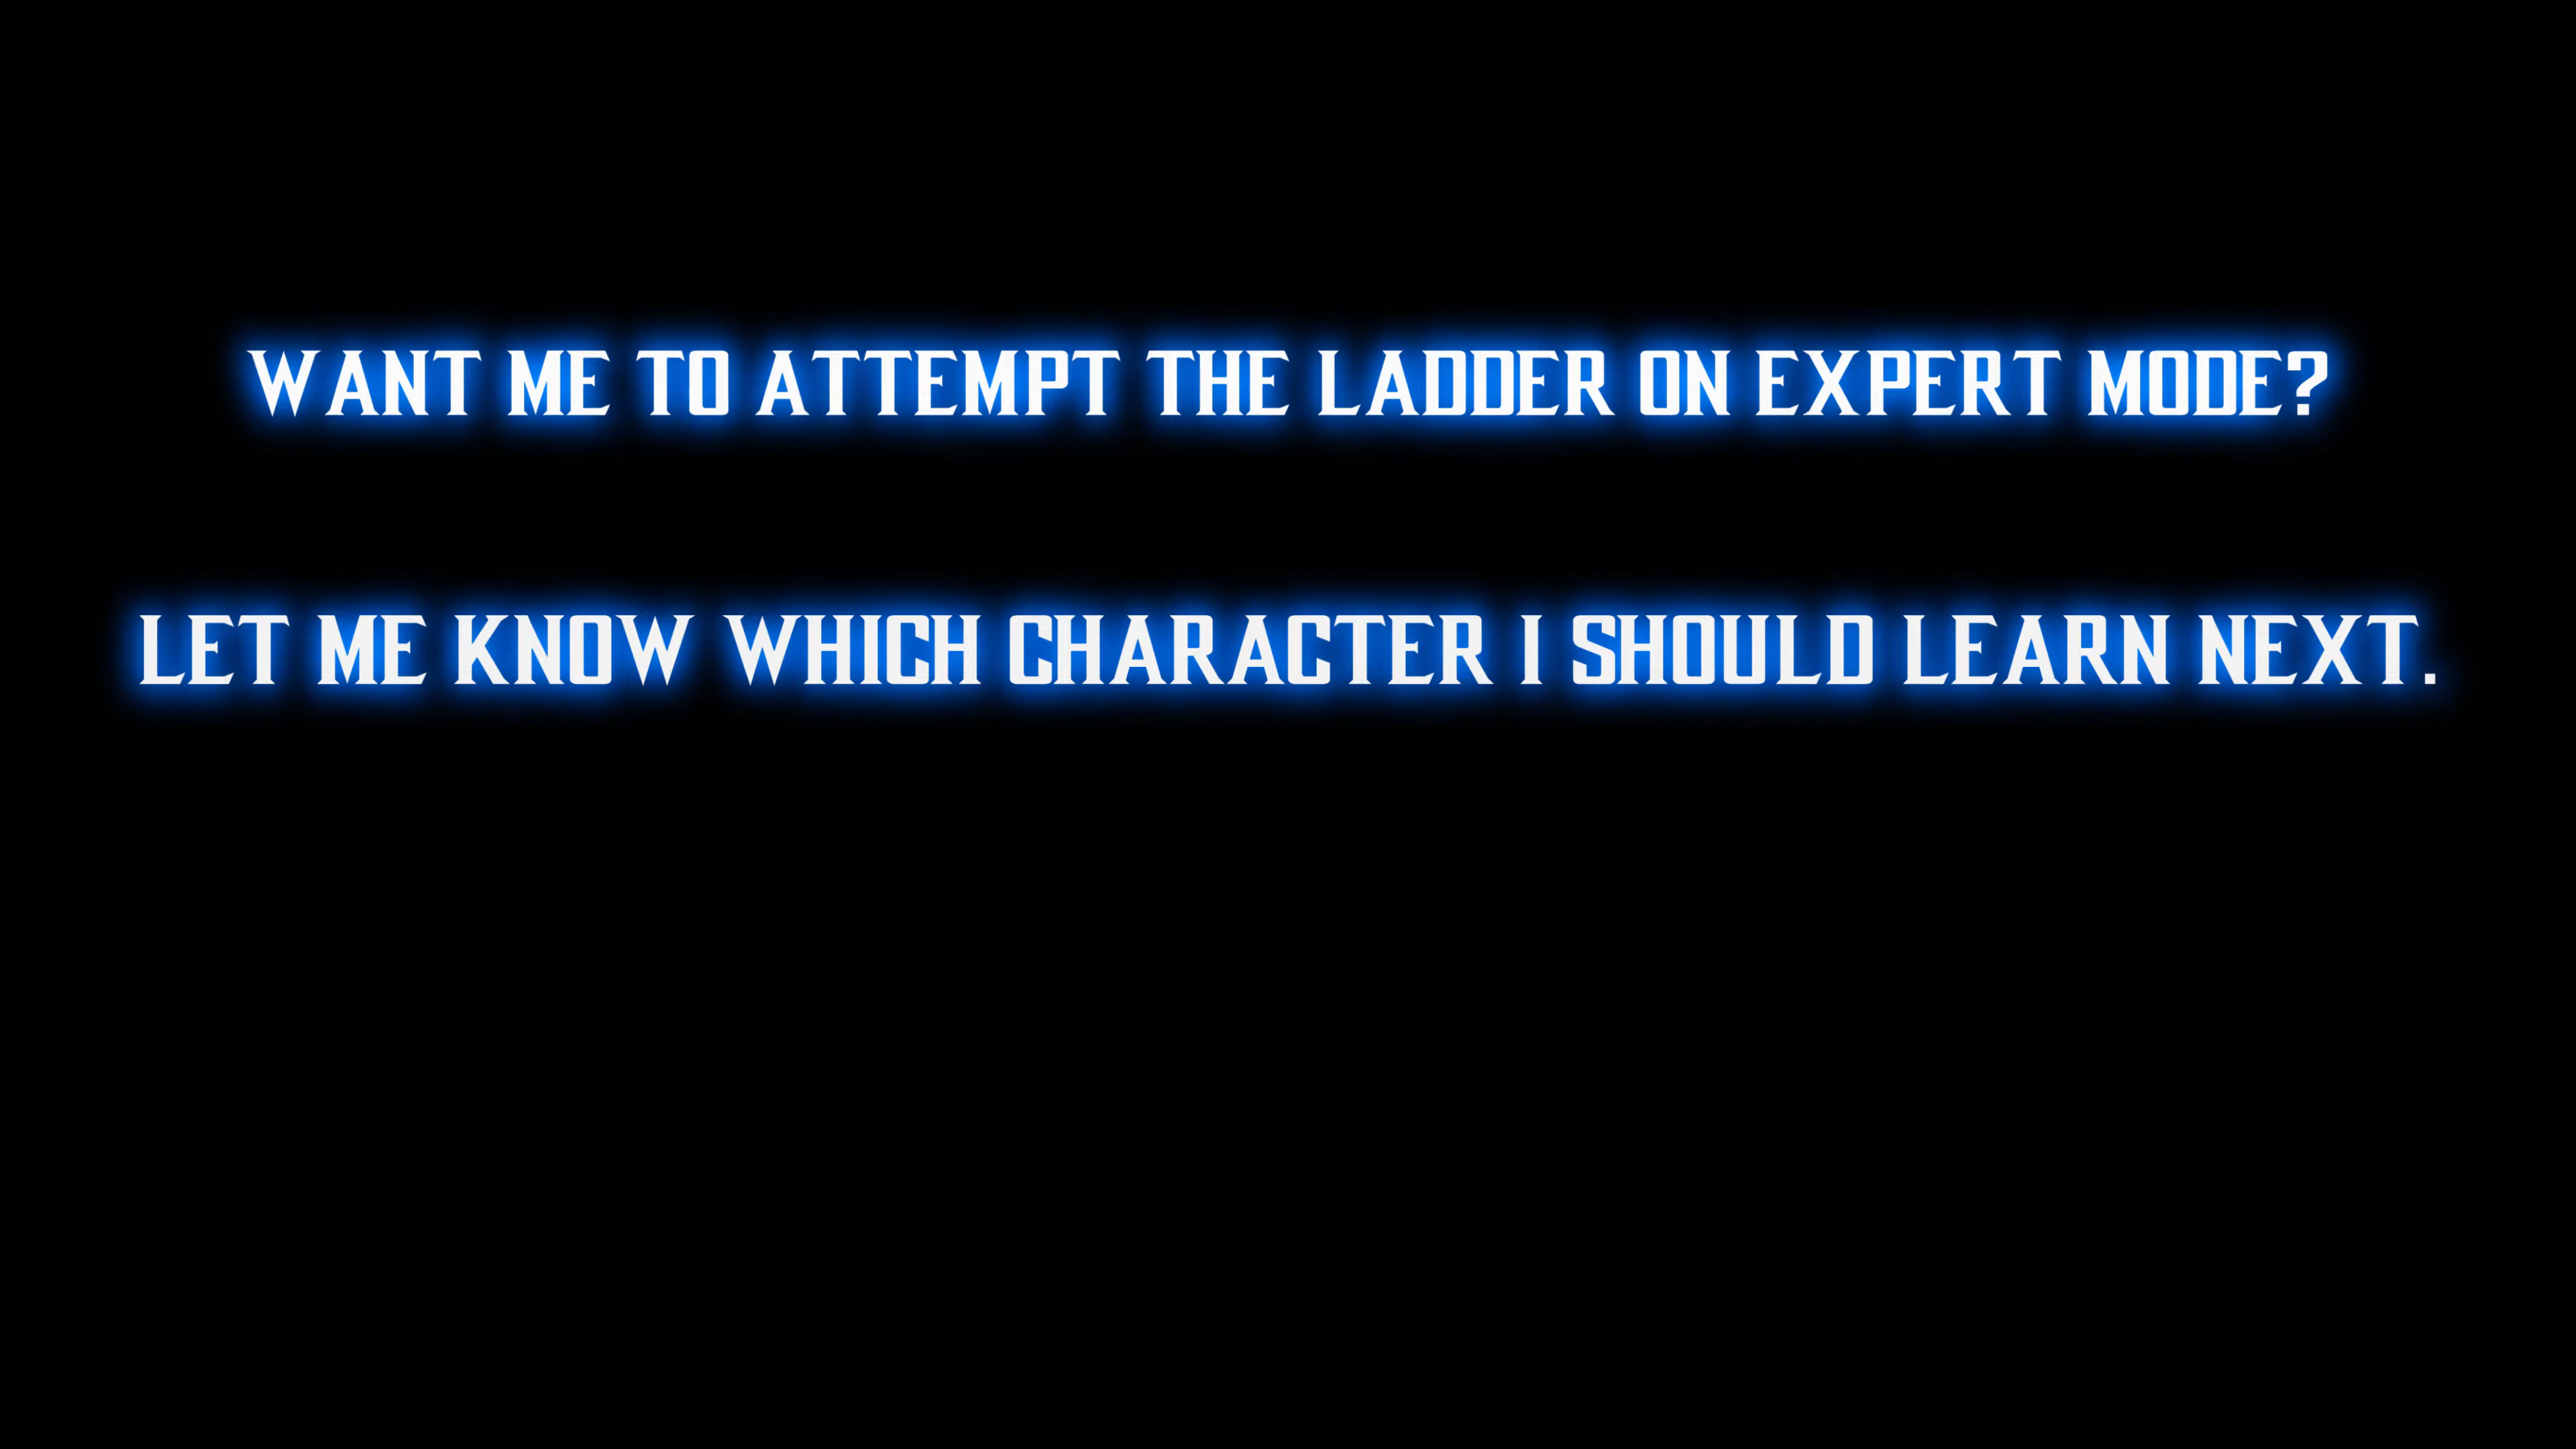 WANT ME TO ATTEMPT THE LADDER ON EXPERT MODE?
LET ME KNOW WHICH CHARACTER I SHOULD LEARN NEXT.